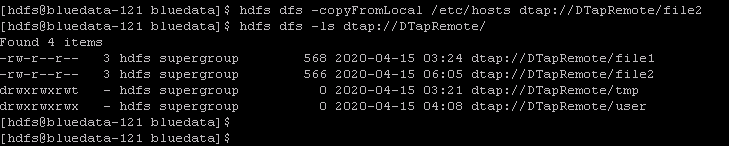 [hdfs@bluedata-121 bluedata]$ hdfs dfs -copyFromLocal /etc/hosts dtap://DTapRemote/file2
[hdfs@bluedata-121 bluedata]$ hdfs dfs -ls dtap://DTapRemote/
Found 4 items
-rw-r--r--   3 hdfs supergroup        568 2020-04-15 03:24 dtap://DTapRemote/file1
-rw-r--r--   3 hdfs supergroup        566 2020-04-15 06:05 dtap://DTapRemote/file2
drwxrwxrwt   - hdfs supergroup          0 2020-04-15 03:21 dtap://DTapRemote/tmp
drwxrwxrwx   - hdfs supergroup          0 2020-04-15 04:08 dtap://DTapRemote/user
[hdfs@bluedata-121 bluedata]$
[hdfs@bluedata-121 bluedata]$